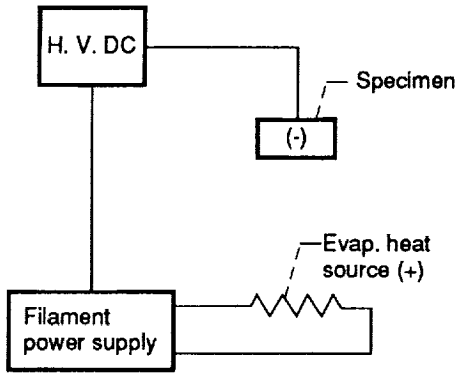 H. V. DC
Specimen
(-)
Evap. heat
source (+)
Filament
power supply